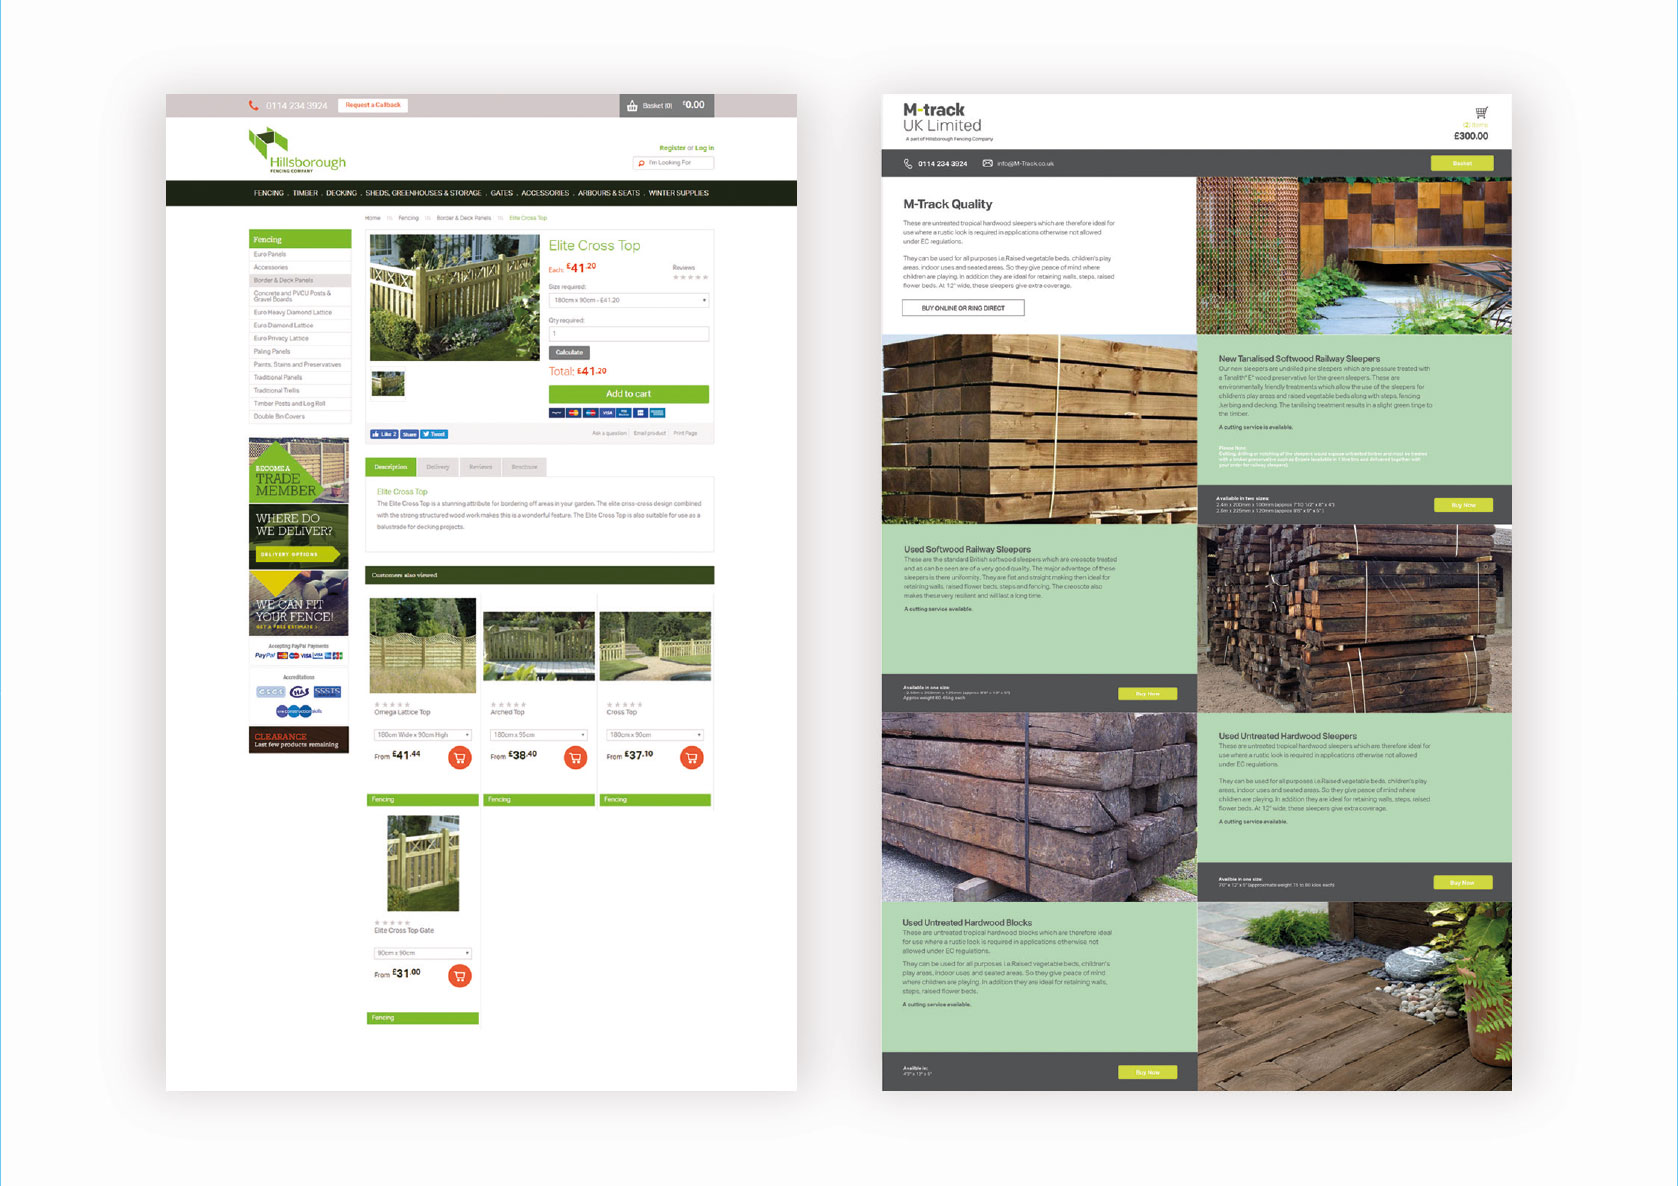 0114 234 3924
Request a Callback
Basket (0) £0.00
Hillsborough
FENCING COMPANY
Register or Log in
I'm Looking For
FENCING . TIMBER . DECKING . SHEDS, GREENHOUSES & STORAGE . GATES . ACCESSORIES . ARBOURS & SEATS . WINTER SUPPLIES
Home
Fencing
Border & Deck Panels
Elite Cross Top
Fencing
Euro Panels
Accessories
Border & Deck Panels
Concrete and PVCU Posts &
Gravel Boards
Euro Heavy Diamond Lattice
Euro Diamond Lattice
Euro Privacy Lattice
Paling Panels
Paints, Stains and Preservatives
Traditional Panels
Traditional Trellis
Timber Posts and Log Roll
Double Bin Covers
BECOME A
TRADE
MEMBER
WHERE DO
WE DELIVER?
DELIVERY OPTIONS
WE CAN FIT
YOUR FENCE!
GET A FREE ESTIMATE >
Accepting PayPal Payments
PayPal VISA
Accreditations
CSCS CHAS SSSTS
constructionskills
CLEARANCE
Last few products remaining
Elite Cross Top
Each: £41.20
Reviews
Size required:
180cm x 90cm - £41.20
Qty required:
1
Calculate
Total: £41.20
Add to cart
VISA
Like 2 Share Tweet
Ask a question
Email product
Print Page
Description
Delivery
Reviews
Brochure
Elite Cross Top
The Elite Cross Top is a stunning attribute for bordering off areas in your garden. The elite criss-cross design combined
with the strong structured wood work makes this is a wonderful feature. The Elite Cross Top is also suitable for use as a
balustrade for decking projects.
Customers also viewed
Omega Lattice Top
180cm Wide x 90cm High
From £41.44
Fencing
Arched Top
180cm x 95cm
From £38.40
Fencing
Cross Top
180cm x 90cm
From £37.10
Fencing
Elite Cross Top Gate
90cm x 90cm
From £31.00
Fencing
M-track
UK Limited
A part of Hillsborough Fencing Company
£300.00
0114 234 3924
info@M-Track.co.uk
Basket
M-Track Quality
These are untreated tropical hardwood sleepers which are therefore ideal for
use where a rustic look is required in applications otherwise not allowed
under EC regulations.
They can be used for all purposes i.e.Raised vegetable beds, children's play
areas, indoor uses and seated areas. So they give peace of mind where
children are playing. in addition they are ideal for retaining walls, steps, raised
flower beds. At 12" wide, these sleepers give extra coverage.
BUY ONLINE OR RING DIRECT
New Tanalised Softwood Railway Sleepers
Our new sleepers are undrilled pine sleepers which are pressure treated with
a Tanalith"E" wood preservative for the green sleepers. These are
environmentally friendly treatments which allow the use of the sleepers for
children's play areas and raised vegetable beds along with steps, fencing
,kerbing and decking. The tanilising treatment results in a slight green tinge to
the timber.
A cutting service is available.
Please Note:
Available in two sizes:
Buy Now
Used Softwood Railway Sleepers
These are the standard British softwood sleepers which are creosote treated
and as can be seen are of a very good quality. The major advantage of these
sleepers is there uniformity. They are flat and straight making then ideal for
retaining walls, raised flower beds, steps and fencing. The creosote also
makes these very resilient and will last a long time.
A cutting service available.
Available in one size:
Buy Now
Used Untreated Hardwood Sleepers
These are untreated tropical hardwood sleepers which are therefore ideal for
use where a rustic look is required in applications otherwise not allowed
under EC regulations.
They can be used for all purposes i.e.Raised vegetable beds, children's play
areas, indoor uses and seated areas. So they give peace of mind where
children are playing. In addition they are ideal for retaining walls, steps, raised
flower beds. At 12" wide, these sleepers give extra coverage.
A cutting service available.
Availble in one size:
Buy Now
Used Untreated Hardwood Blocks
These are untreated tropical hardwood blocks which are therefore ideal
for use where a rustic look is required in applications otherwise not
allowed under EC regulations.
They can be used for all purposes i.e.Raised vegetable beds, children's
play areas, indoor uses and seated areas. So they give peace of mind
where children are playing. In addition they are ideal for retaining walls,
steps, raised flower beds.
A cutting service available.
Buy Now